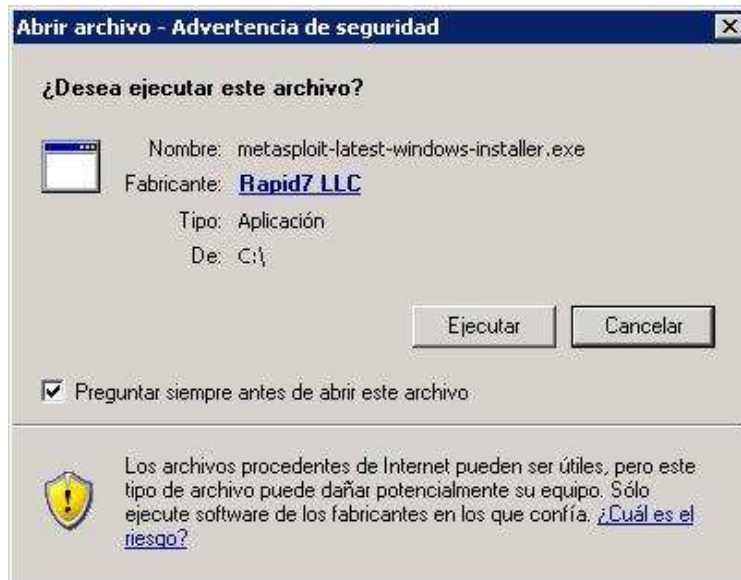 Abrir archivo - Advertencia de seguridad
¿Desea ejecutar este archivo?
Nombre: metasploit-latest-windows-installer.exe
Fabricante: Rapid7 LLC
Tipo: Aplicación
De: C:\
Ejecutar Cancelar
Preguntar siempre antes de abrir este archivo
Los archivos procedentes de Internet pueden ser útiles, pero este
tipo de archivo puede dañar potencialmente su equipo. Sólo
ejecute software de los fabricantes en los que confía. ¿Cuál es el
riesgo?